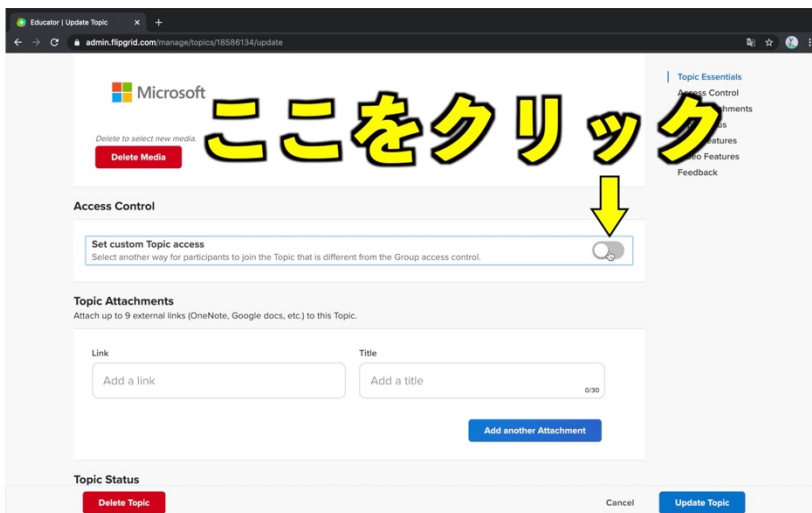 Educator | Update Topic
admin.flipgrid.com/manage/topics/18586134/update
Microsoft
Delete to select new media.
Delete Media
ここをクリック
Topic Essentials
Access Control
Feedback
Access Control
Set custom Topic access
Select another way for participants to join the Topic that is different from the Group access control.
Topic Attachments
Attach up to 9 external links (OneNote, Google docs, etc.) to this Topic.
Link
Title
Add a link
Add a title
0/30
Add another Attachment
Topic Status
Delete Topic
Cancel
Update Topic